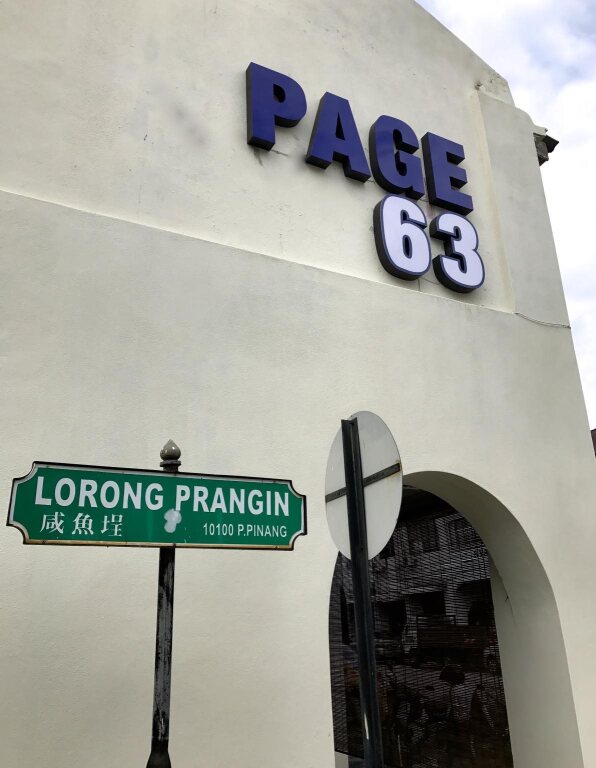 PAGE
63
LORONG PRANGIN
咸魚埕
10100 P.PINANG